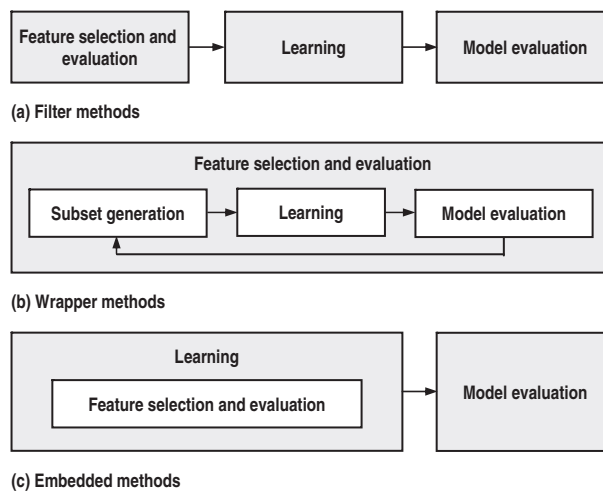 Feature selection and
evaluation
Learning
Model evaluation
(a) Filter methods
Feature selection and evaluation
Subset generation
Learning
Model evaluation
(b) Wrapper methods
Learning
Feature selection and evaluation
Model evaluation
(c) Embedded methods